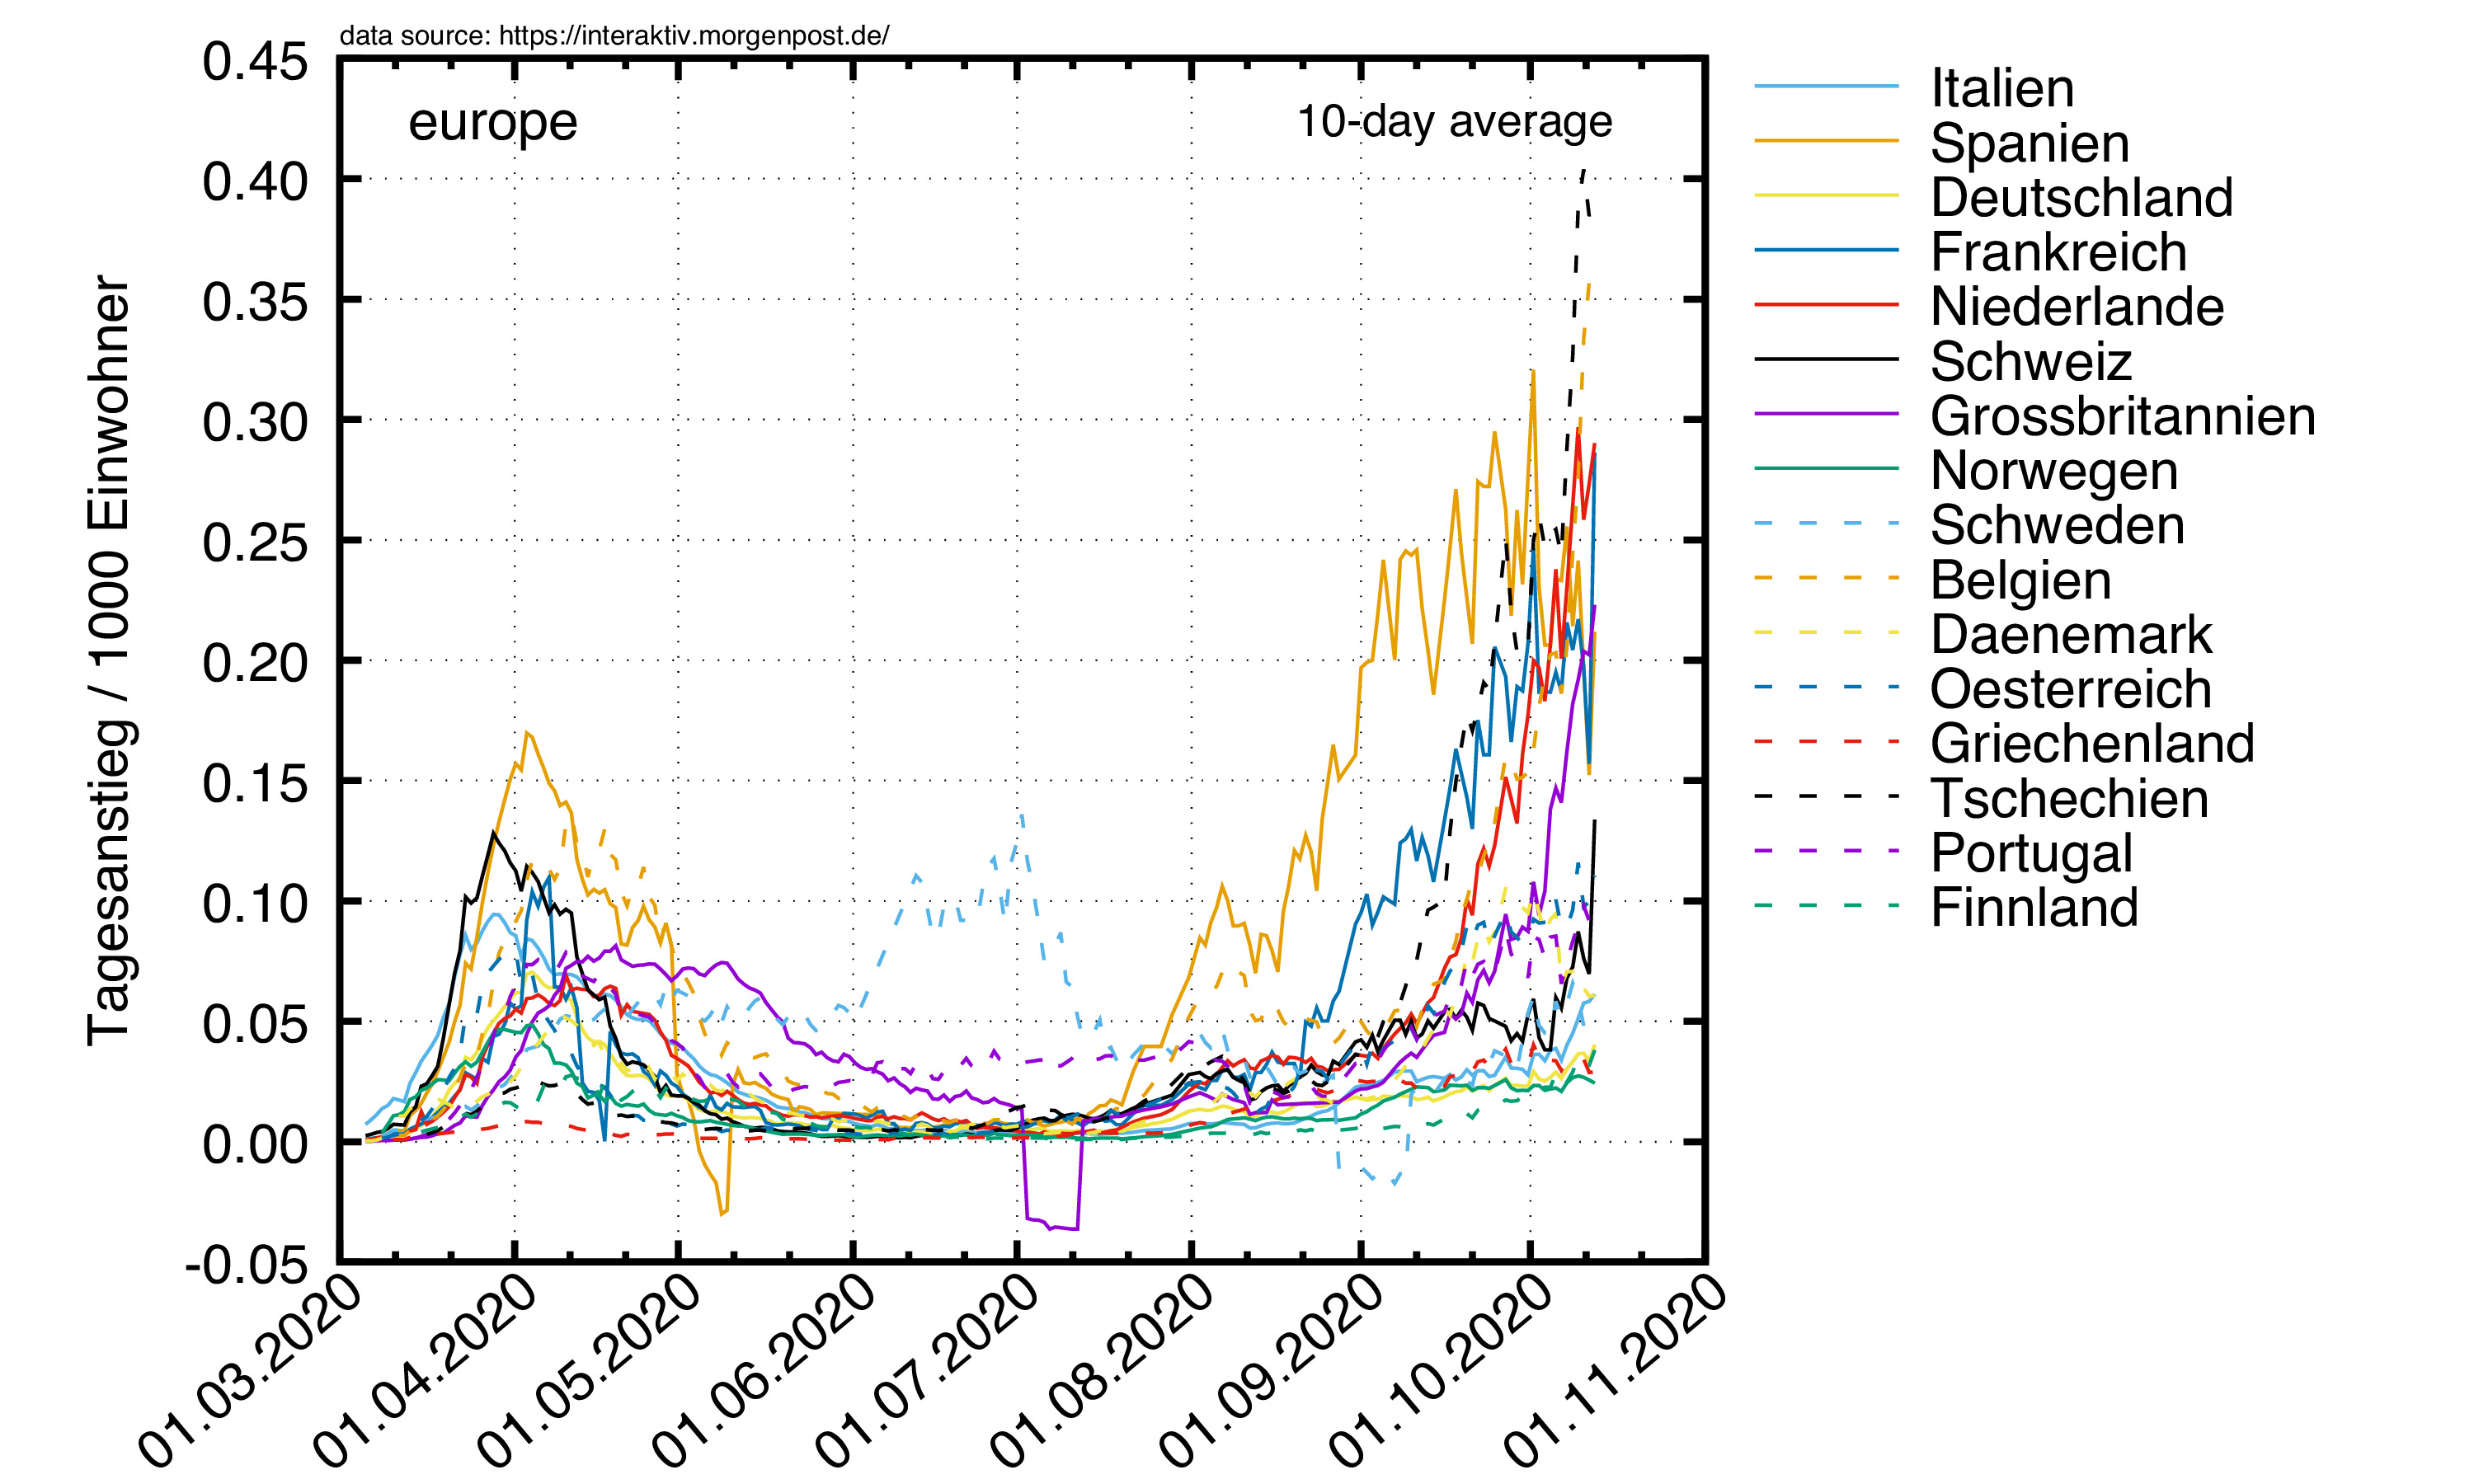 data source: https://interaktiv.morgenpost.de/
europe
10-day average
Tagesanstieg / 1000 Einwohner
0.45
0.40
0.35
0.30
0.25
0.20
0.15
0.10
0.05
0.00
-0.05
01.03.2020
01.04.2020
01.05.2020
01.06.2020
01.07.2020
01.08.2020
01.09.2020
01.10.2020
01.11.2020
Italien
Spanien
Deutschland
Frankreich
Niederlande
Schweiz
Grossbritannien
Norwegen
Schweden
Belgien
Daenemark
Oesterreich
Griechenland
Tschechien
Portugal
Finnland